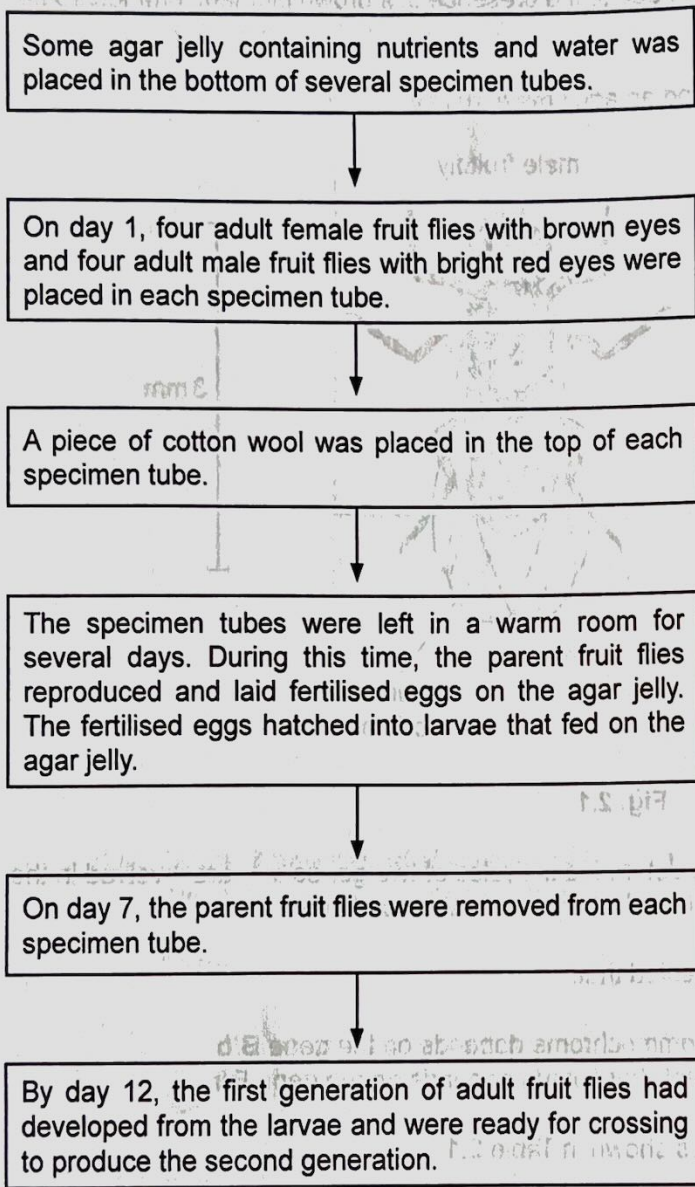 Some agar jelly containing nutrients and water was
placed in the bottom of several specimen tubes.
On day 1, four adult female fruit flies with brown eyes
and four adult male fruit flies with bright red eyes were
placed in each specimen tube.
A piece of cotton wool was placed in the top of each
specimen tube.
The specimen tubes were left in a warm room for
several days. During this time, the parent fruit flies
reproduced and laid fertilised eggs on the agar jelly.
The fertilised eggs hatched into larvae that fed on the
agar jelly.
On day 7, the parent fruit flies were removed from each
specimen tube.
By day 12, the first generation of adult fruit flies had
developed from the larvae and were ready for crossing
to produce the second generation.